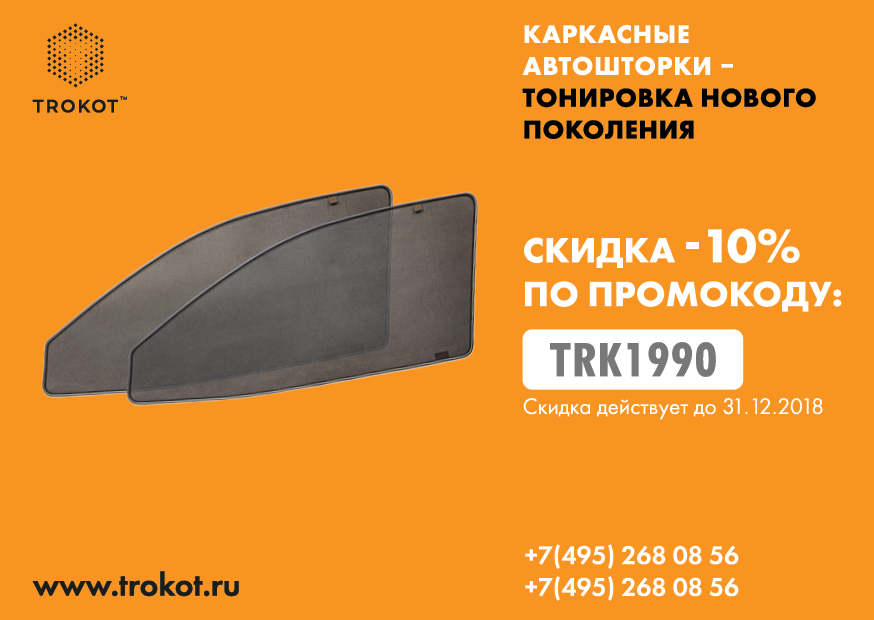 TROKOT™
КАРКАСНЫЕ
АВТОШТОРКИ –
ТОНИРОВКА НОВОГО
ПОКОЛЕНИЯ
СКИДКА -10%
ПО ПРОМОКОДУ:
TRK1990
Скидка действует до 31.12.2018
www.trokot.ru
+7(495) 268 08 56
+7(495) 268 08 56